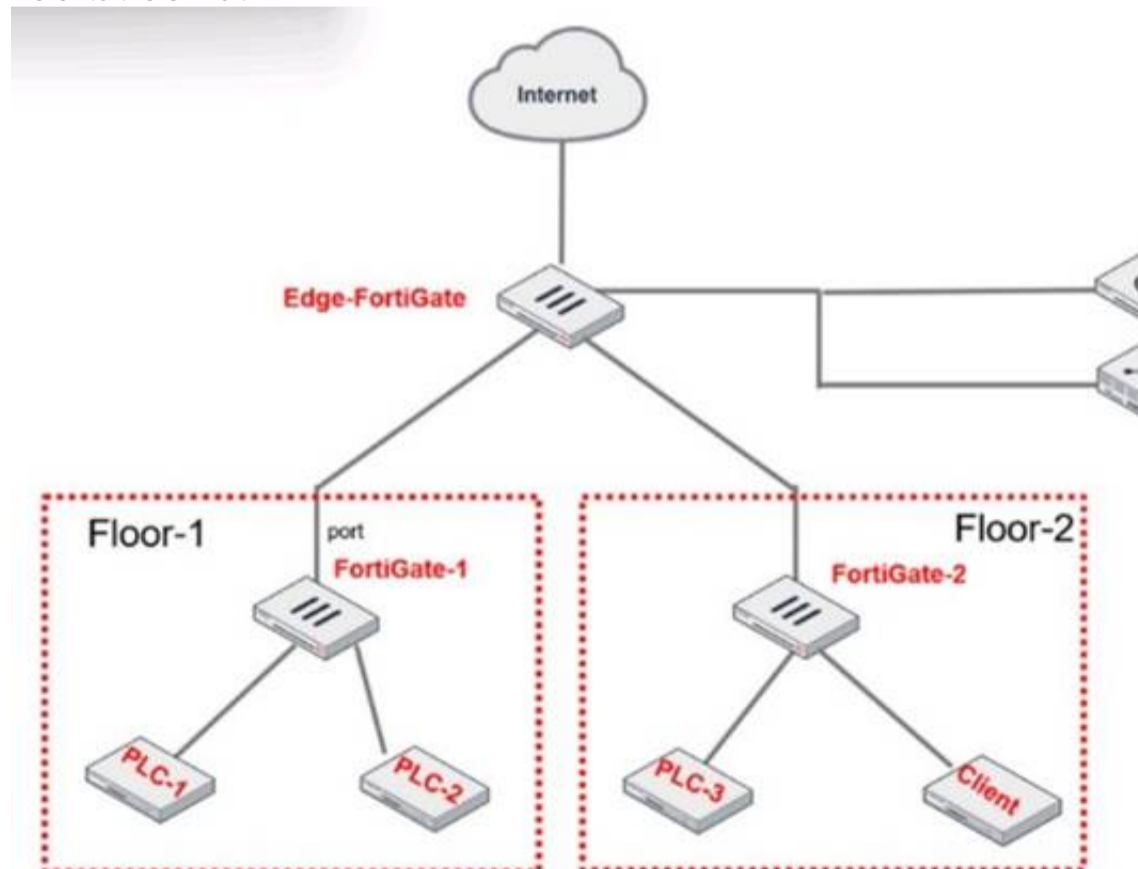 Internet
Edge-FortiGate
Floor-1
port
FortiGate-1
PLC-1
PLC-2
Floor-2
FortiGate-2
PLC-3
Client